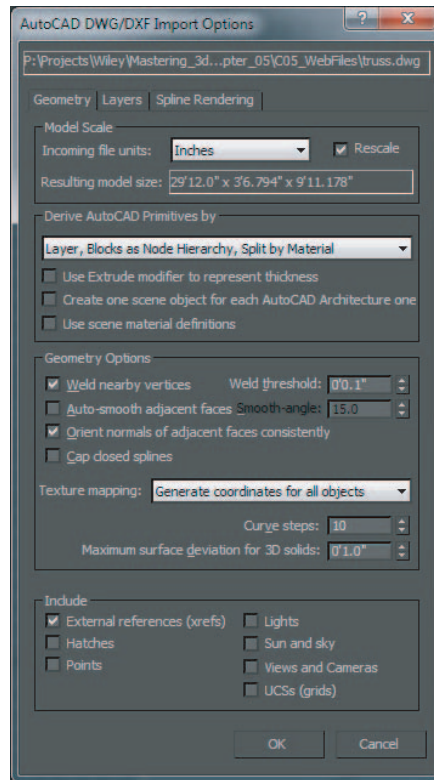 AutoCAD DWG/DXF Import Options
P:\Projects\Wiley\Mastering_3d...pter_05\C05_WebFiles\truss.dwg
Geometry Layers Spline Rendering
Model Scale
Incoming file units: Inches Rescale
Resulting model size: 29'12.0" x 3'6.794" x 9'11.178"
Derive AutoCAD Primitives by
Layer, Blocks as Node Hierarchy, Split by Material
Use Extrude modifier to represent thickness
Create one scene object for each AutoCAD Architecture one
Use scene material definitions
Geometry Options
Weld nearby vertices Weld threshold: 0'0.1"
Auto-smooth adjacent faces Smooth-angle: 15.0
Orient normals of adjacent faces consistently
Cap closed splines
Texture mapping: Generate coordinates for all objects
Curve steps: 10
Maximum surface deviation for 3D solids: 0'1.0"
Include
External references (xrefs) Lights
Hatches Sun and sky
Points Views and Cameras
UCSs (grids)
OK Cancel